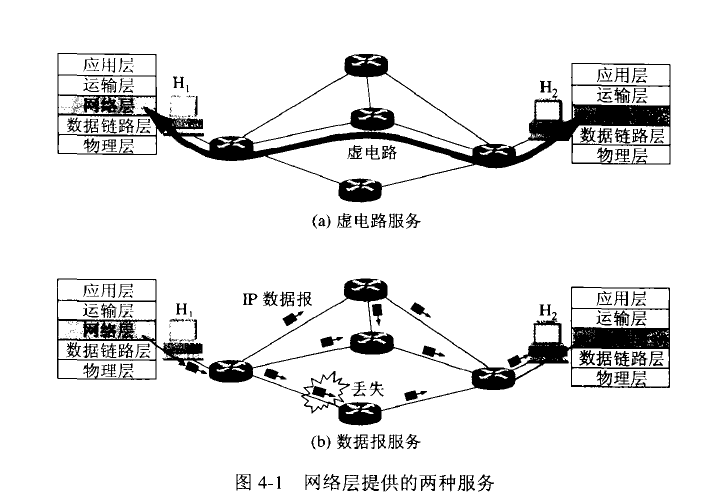 应用层
运输层
网络层
数据链路层
物理层
H1
H2
应用层
运输层
数据链路层
物理层
虚电路
(a) 虚电路服务
应用层
运输层
网络层
数据链路层
物理层
H1
IP 数据报
H2
应用层
运输层
数据链路层
物理层
丢失
(b) 数据报服务
图 4-1 网络层提供的两种服务